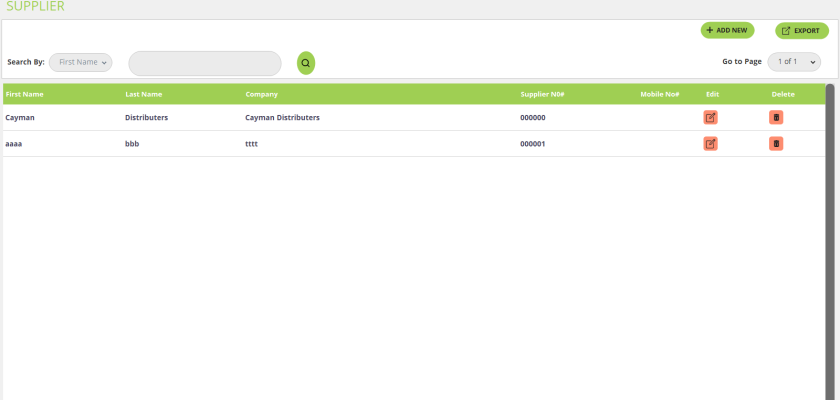 SUPPLIER
+ ADD NEW EXPORT
Search By: First Name Go to Page 1 of 1
First Name Last Name Company Supplier N0# Mobile No# Edit Delete
Cayman Distributers Cayman Distributers 000000
aaaa bbb tttt 000001